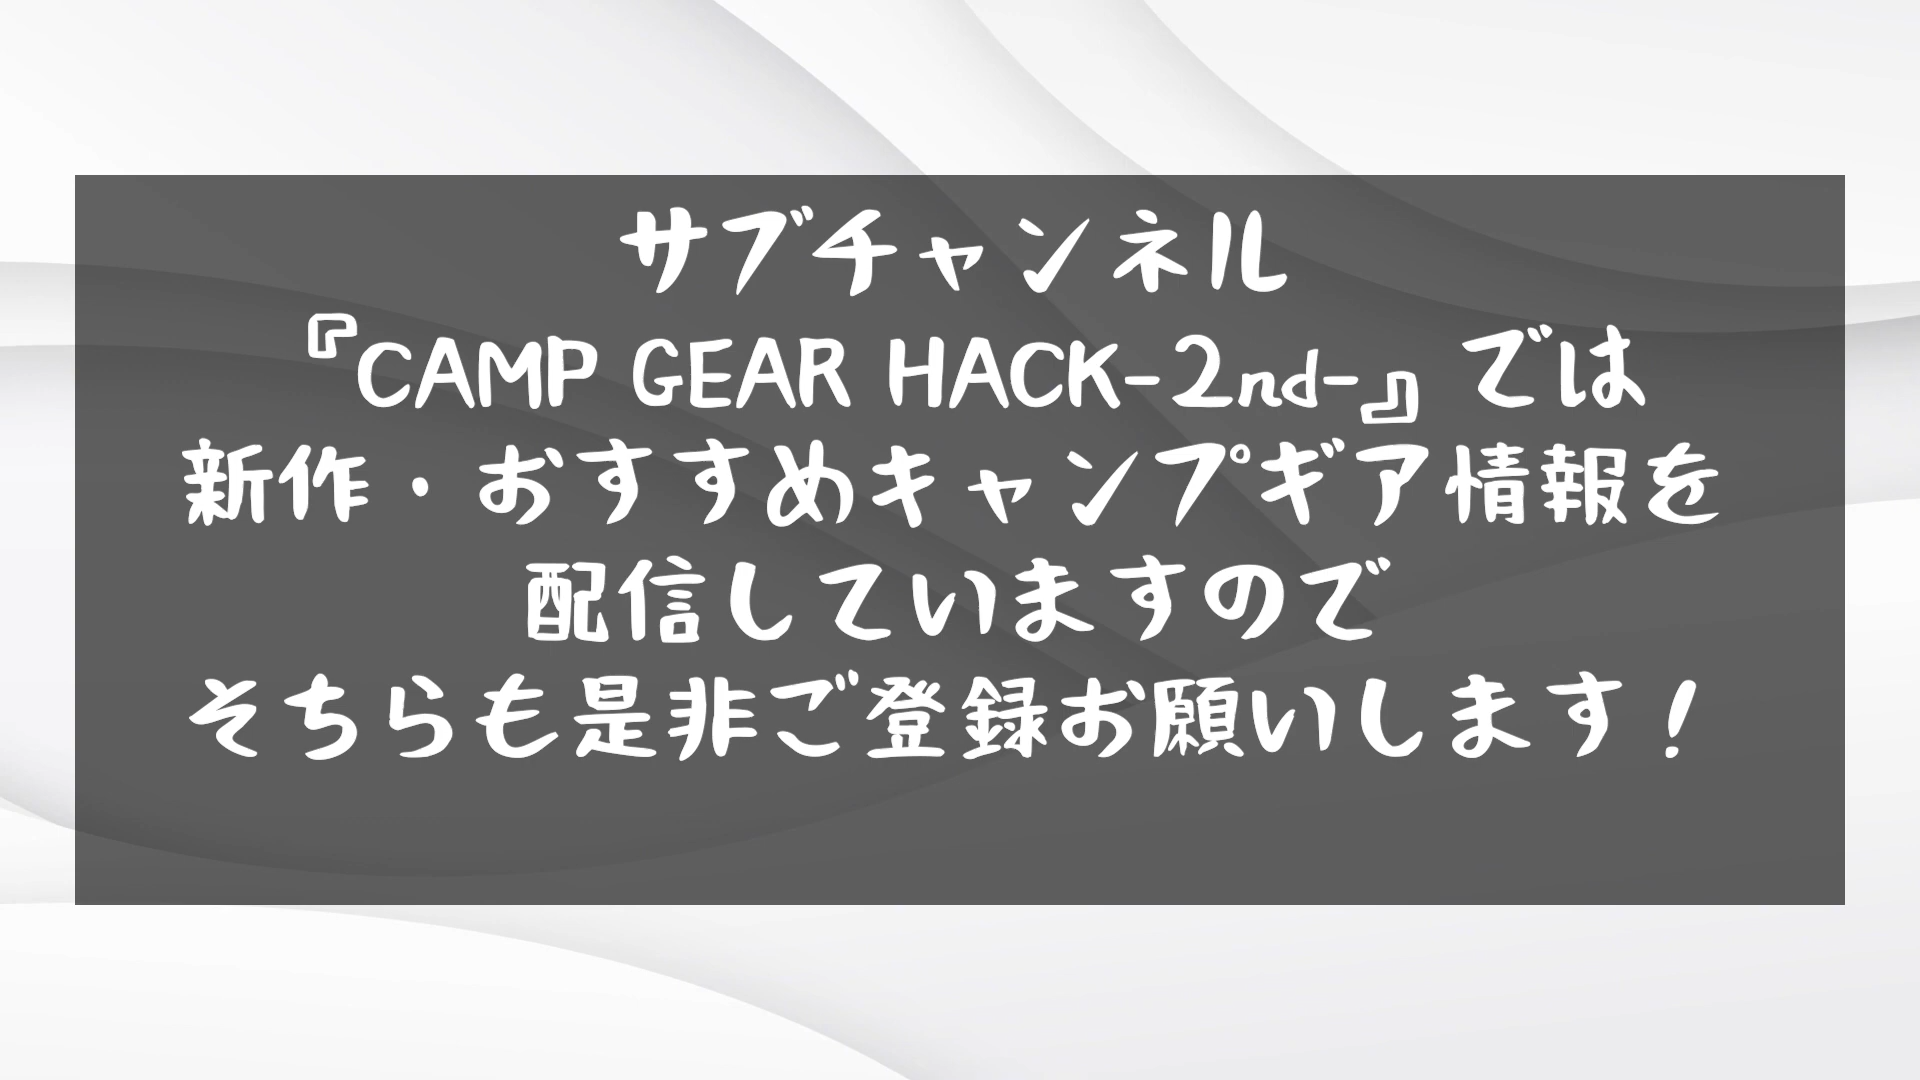 サブチャンネル
『CAMP GEAR HACK-2nd-』では
新作・おすすめキャンプギア情報を
配信していますので
そちらも是非ご登録お願いします！